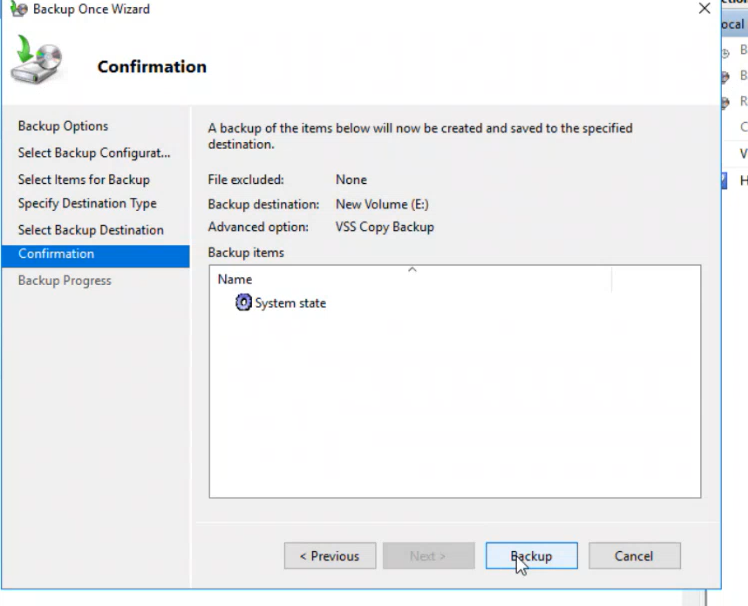 Backup Once Wizard
Confirmation
Backup Options
Select Backup Configurat...
Select Items for Backup
Specify Destination Type
Select Backup Destination
Confirmation
Backup Progress
A backup of the items below will now be created and saved to the specified
destination.
File excluded: None
Backup destination: New Volume (E:)
Advanced option: VSS Copy Backup
Backup items
Name
System state
< Previous
Next >
Backup
Cancel
ocal
B
B
R
C
V
H